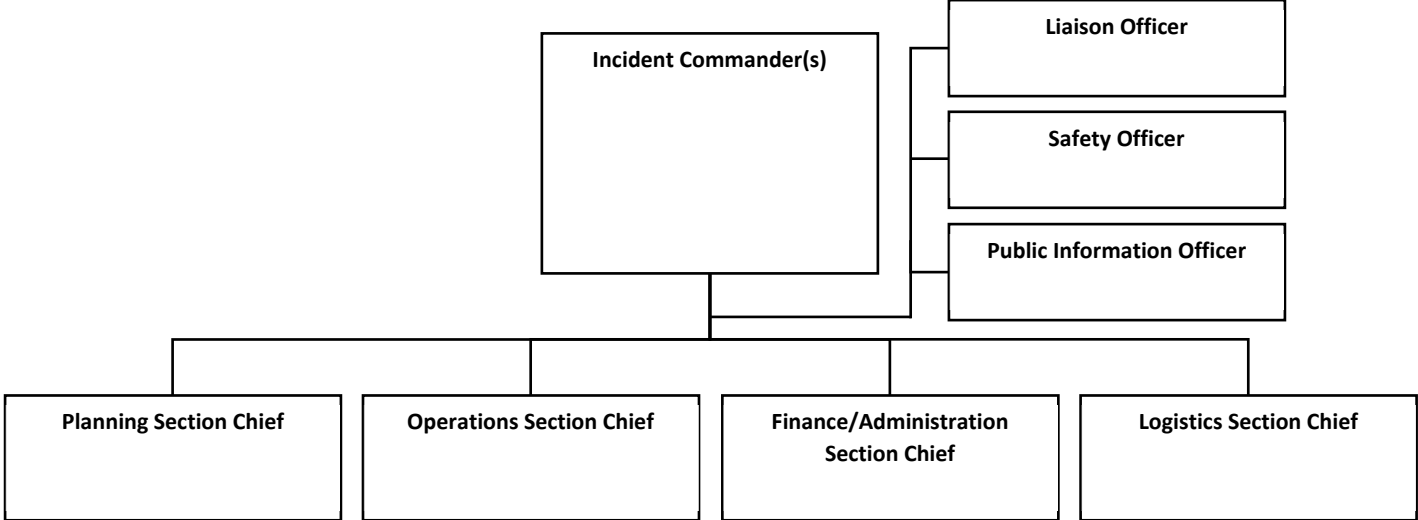 Liaison Officer
Incident Commander(s)
Safety Officer
Public Information Officer
Planning Section Chief
Operations Section Chief
Finance/Administration
Section Chief
Logistics Section Chief